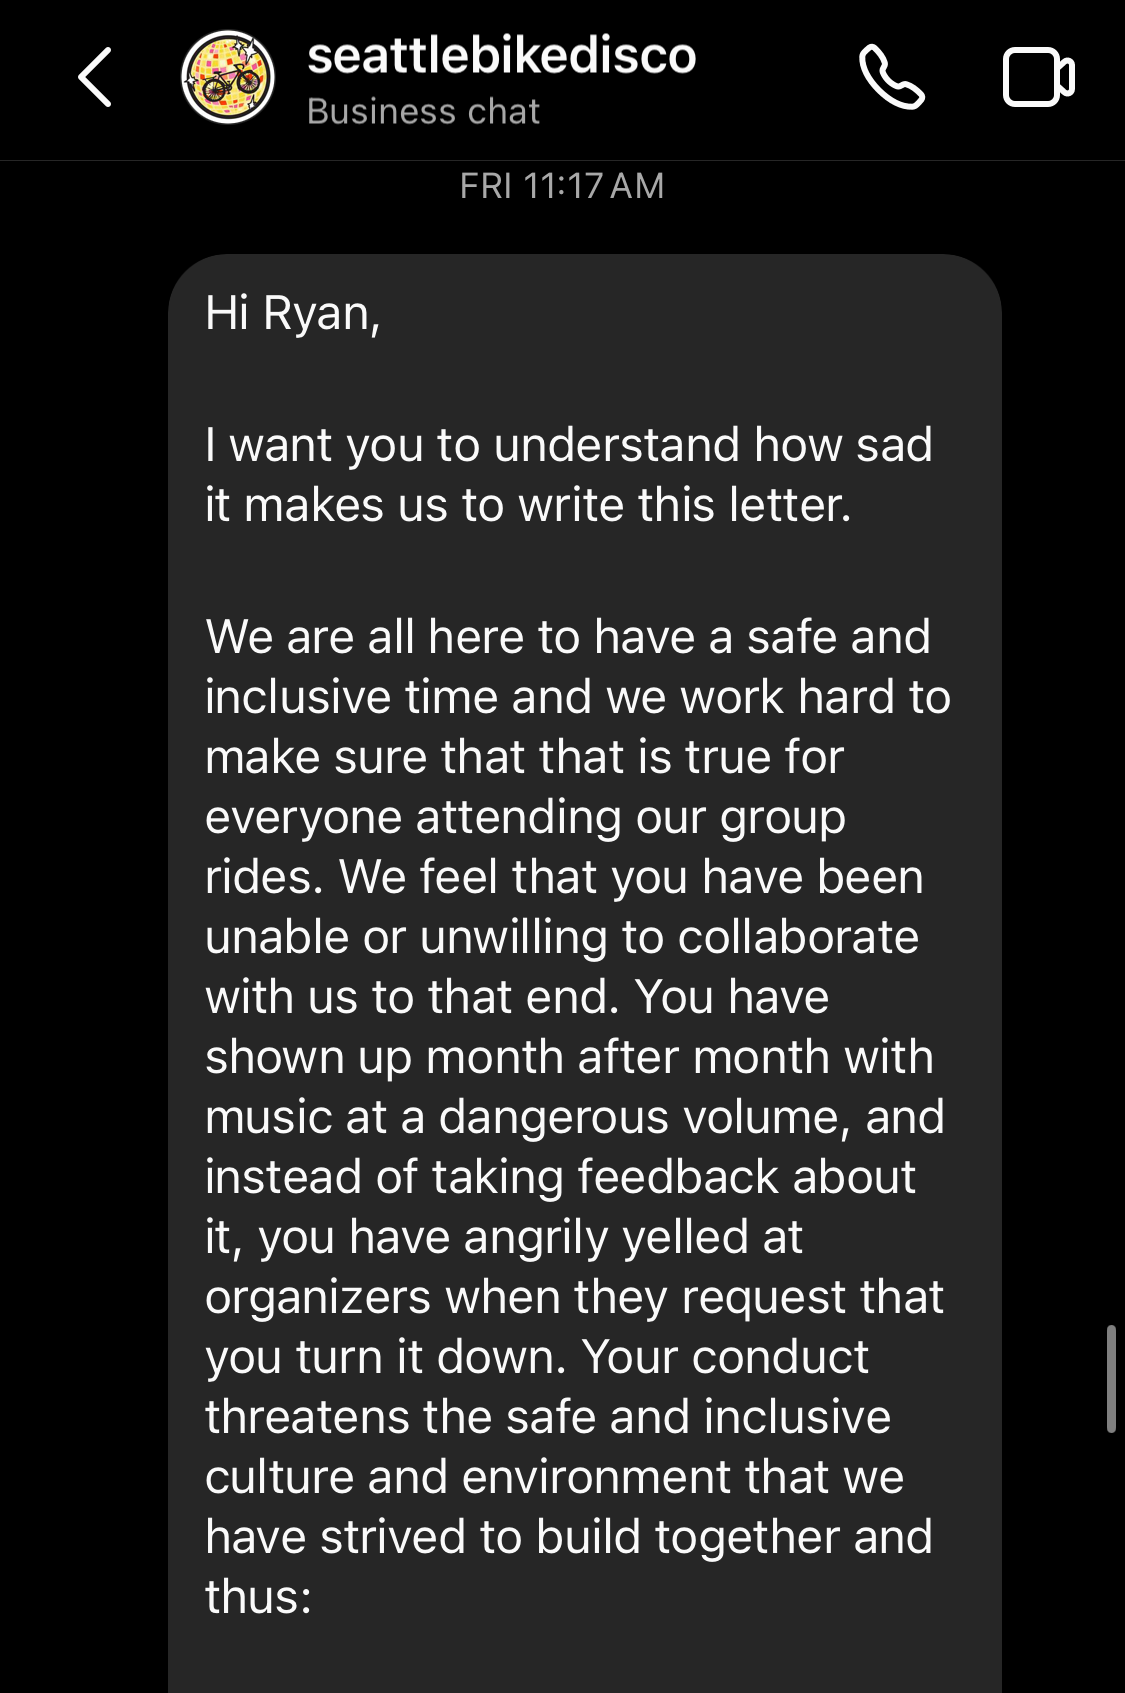 seattlebikedisco
Business chat
FRI 11:17 AM
Hi Ryan,
I want you to understand how sad
it makes us to write this letter.
We are all here to have a safe and
inclusive time and we work hard to
make sure that that is true for
everyone attending our group
rides. We feel that you have been
unable or unwilling to collaborate
with us to that end. You have
shown up month after month with
music at a dangerous volume, and
instead of taking feedback about
it, you have angrily yelled at
organizers when they request that
you turn it down. Your conduct
threatens the safe and inclusive
culture and environment that we
have strived to build together and
thus: